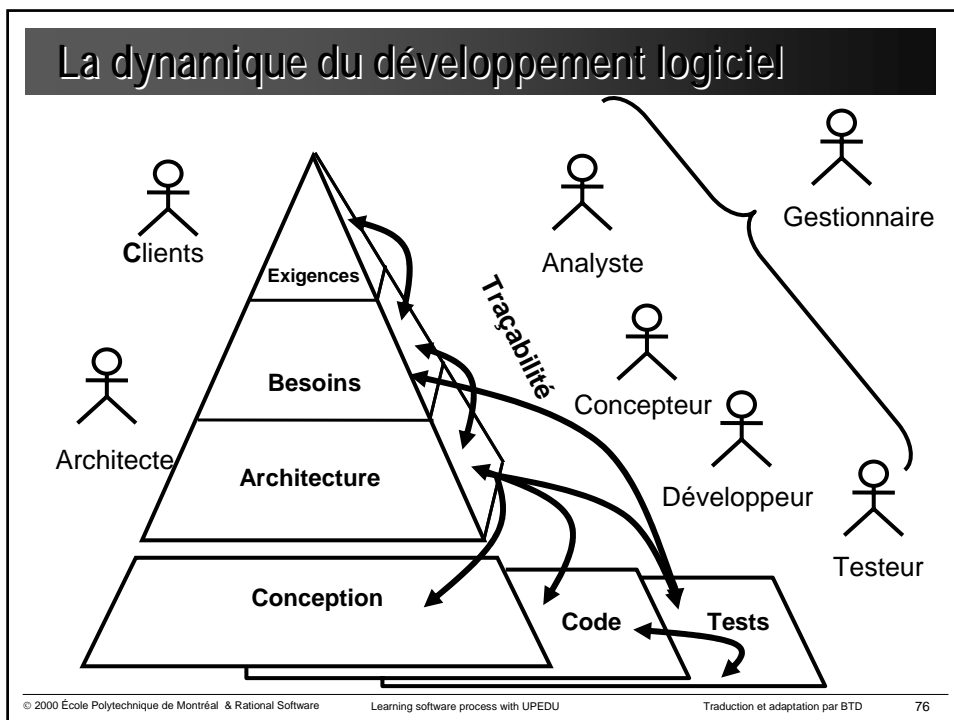 La dynamique du développement logiciel
Clients
Analyste
Gestionnaire
Exigences
Traçabilité
Besoins
Concepteur
Architecte
Architecture
Développeur
Testeur
Conception
Code
Tests
© 2000 École Polytechnique de Montréal & Rational Software
Learning software process with UPEDU
Traduction et adaptation par BTD
76